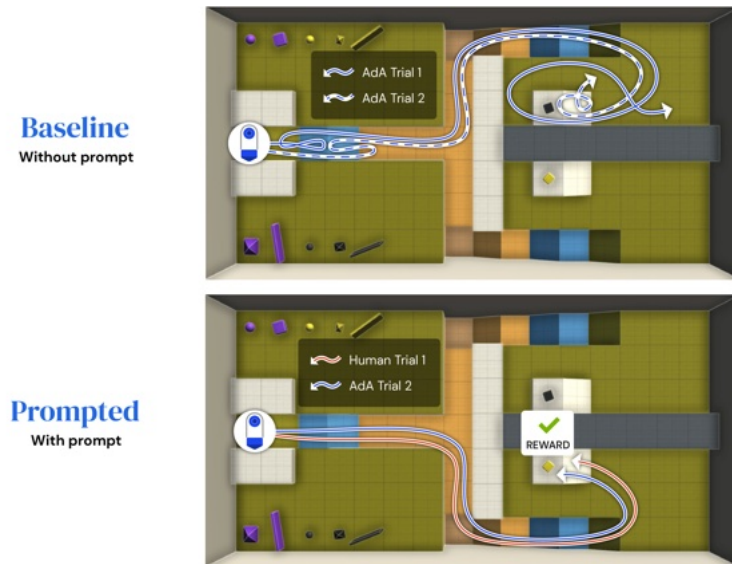 Baseline
Without prompt
AdA Trial 1
AdA Trial 2
Prompted
With prompt
Human Trial 1
AdA Trial 2
REWARD